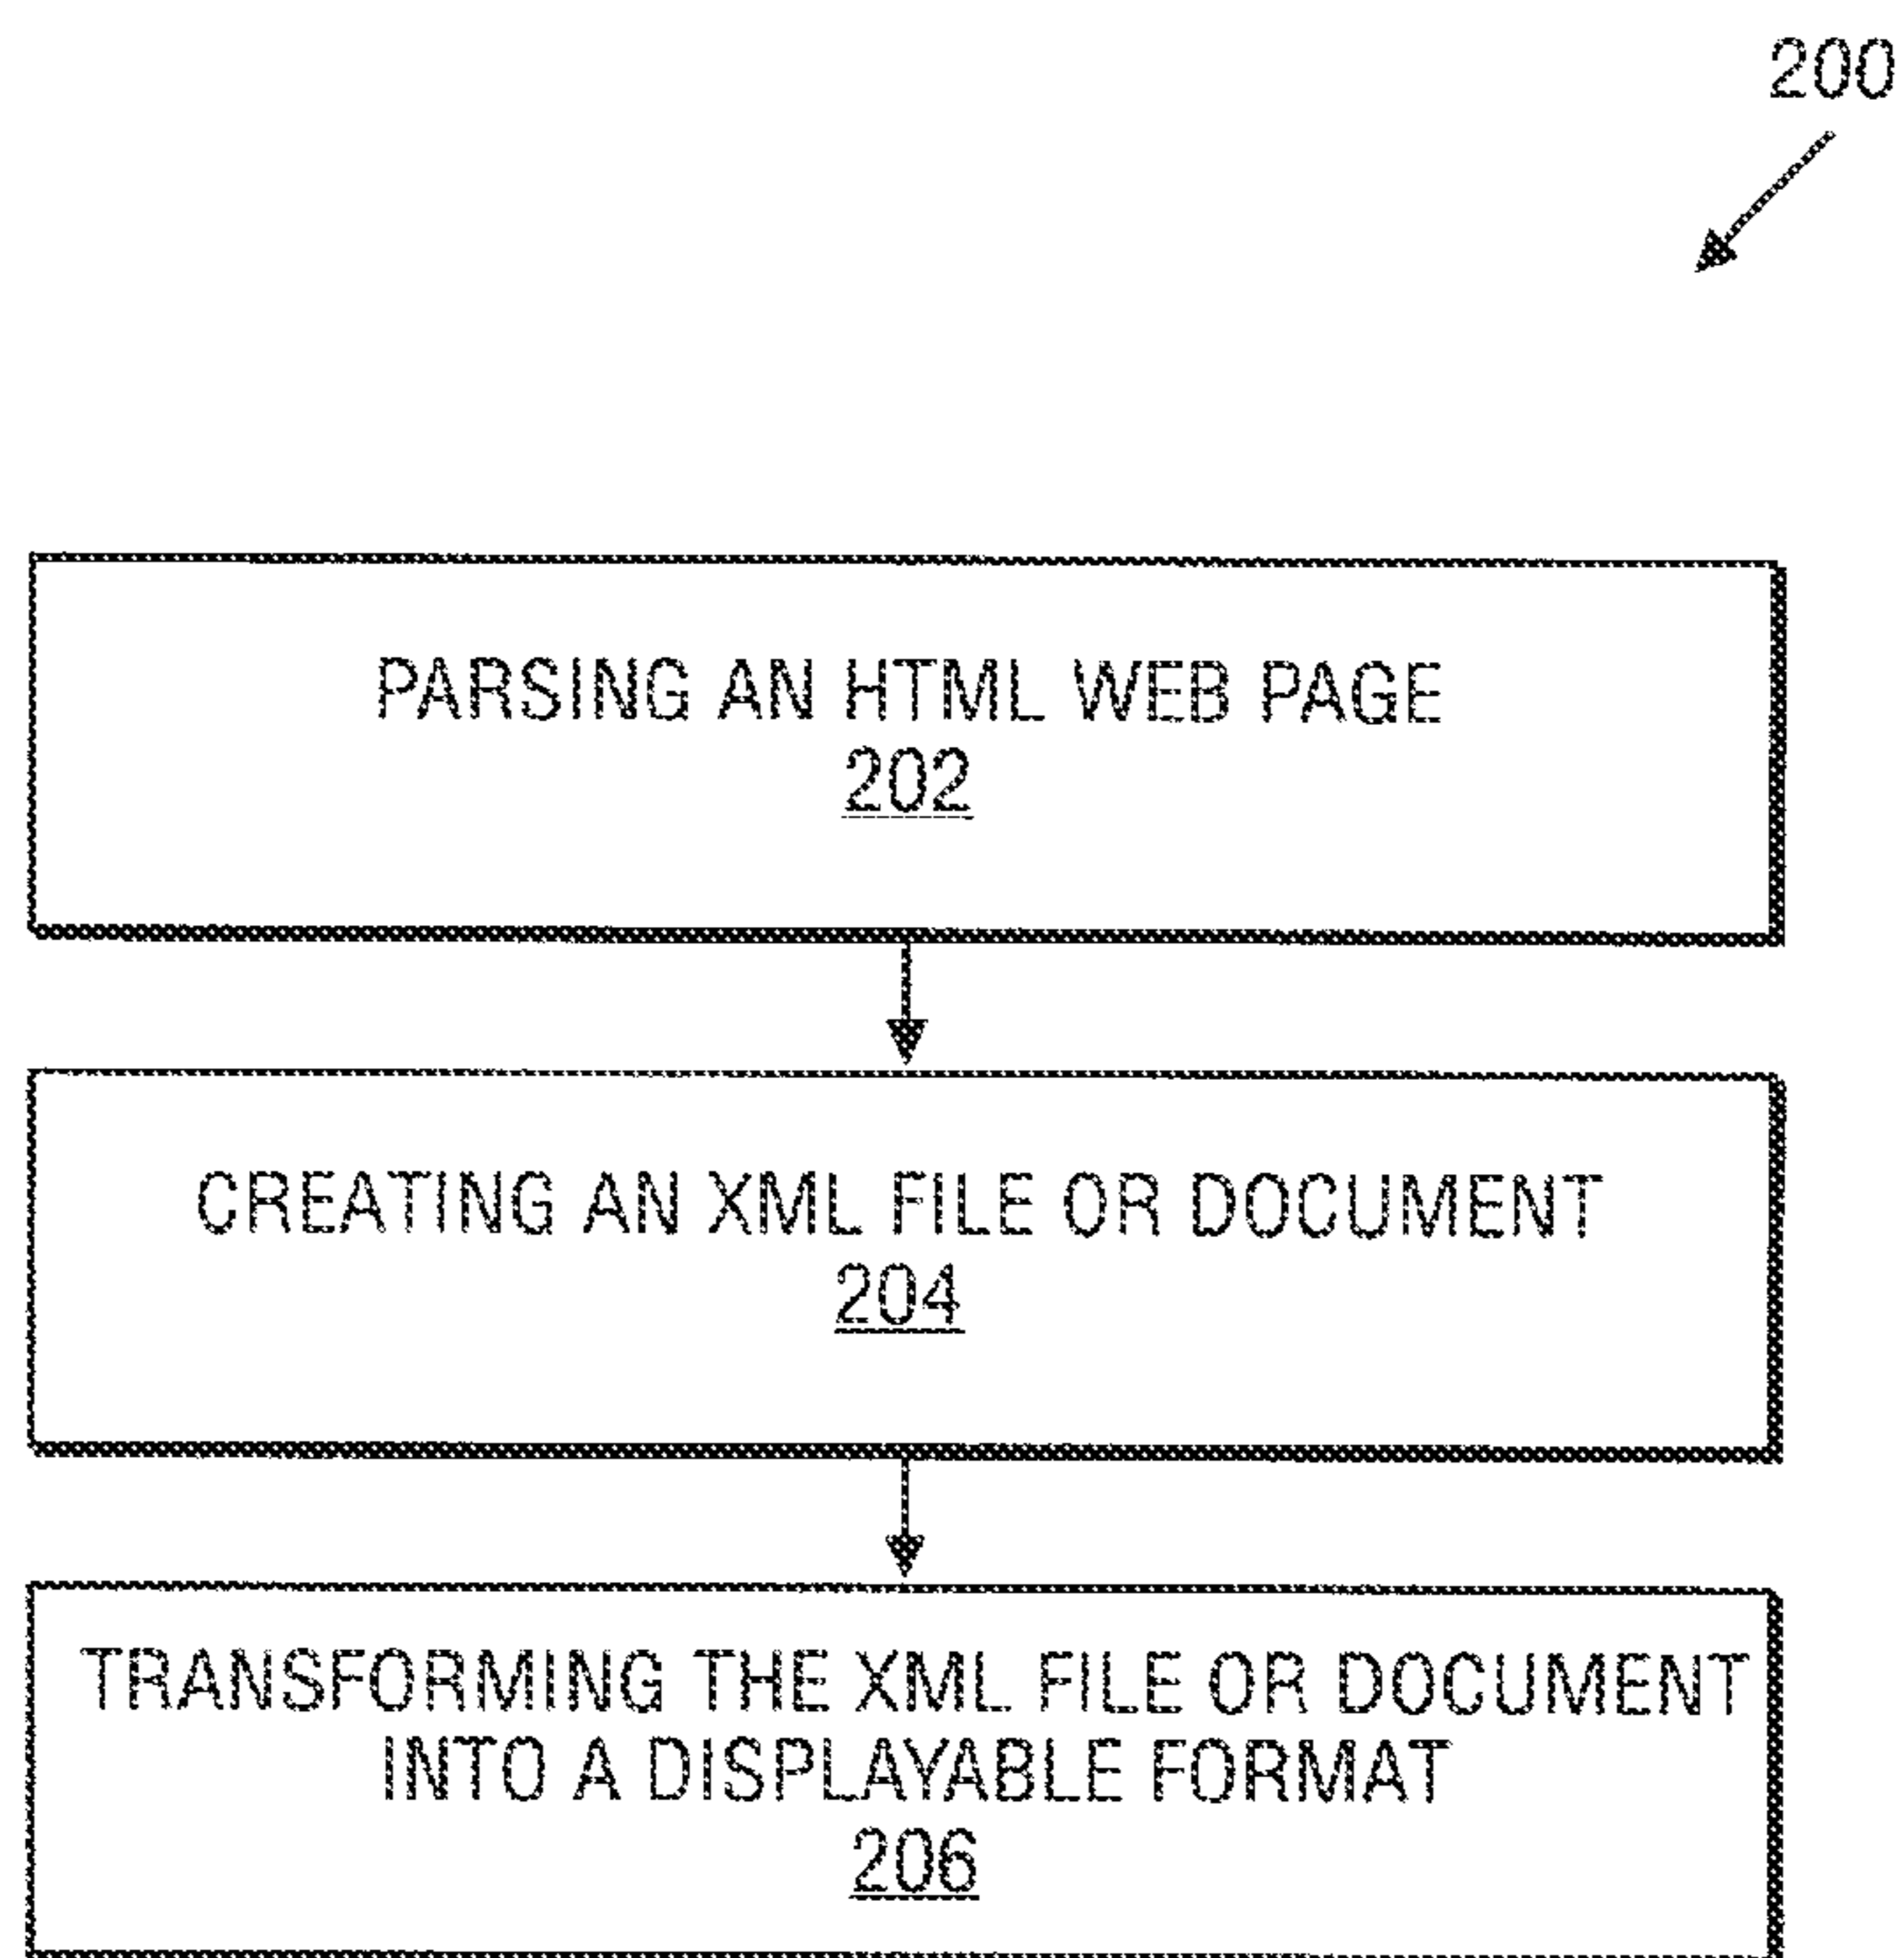 200
PARSING AN HTML WEB PAGE
202
CREATING AN XML FILE OR DOCUMENT
204
TRANSFORMING THE XML FILE OR DOCUMENT
INTO A DISPLAYABLE FORMAT
206